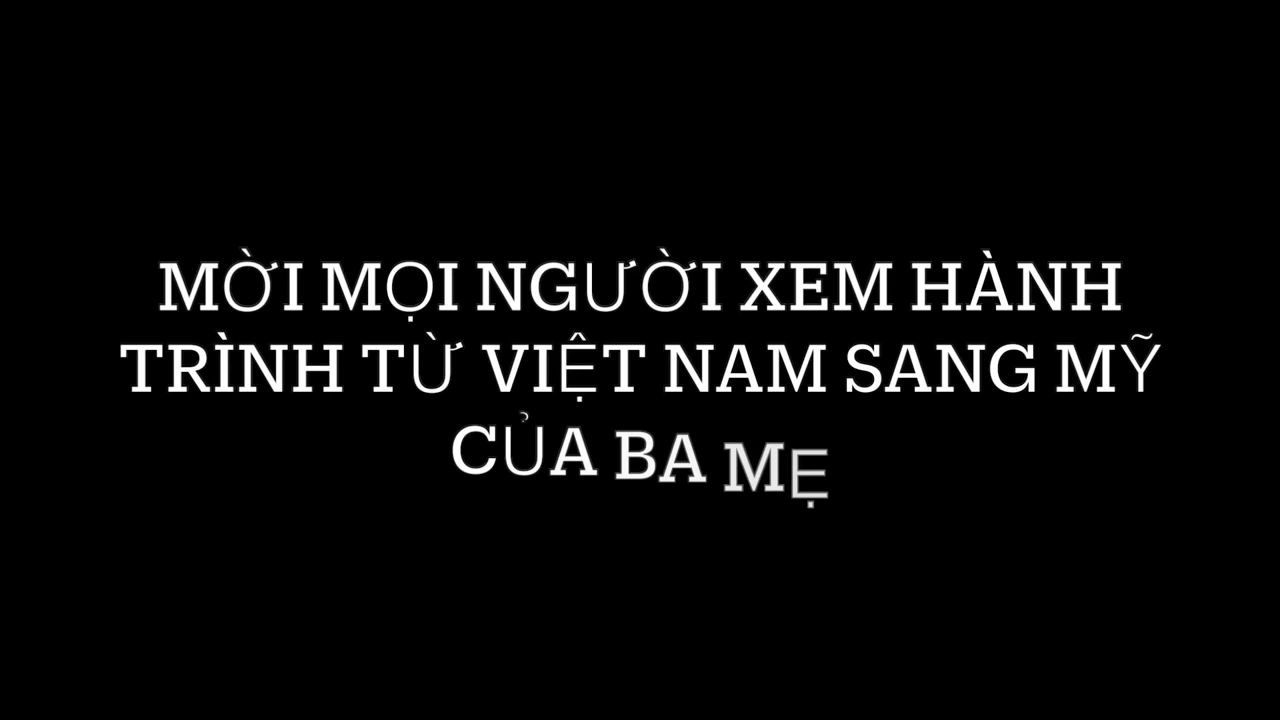 MỜI MỌI NGƯỜI XEM HÀNH
TRÌNH TỪ VIỆT NAM SANG MỸ
CỦA BA MẸ